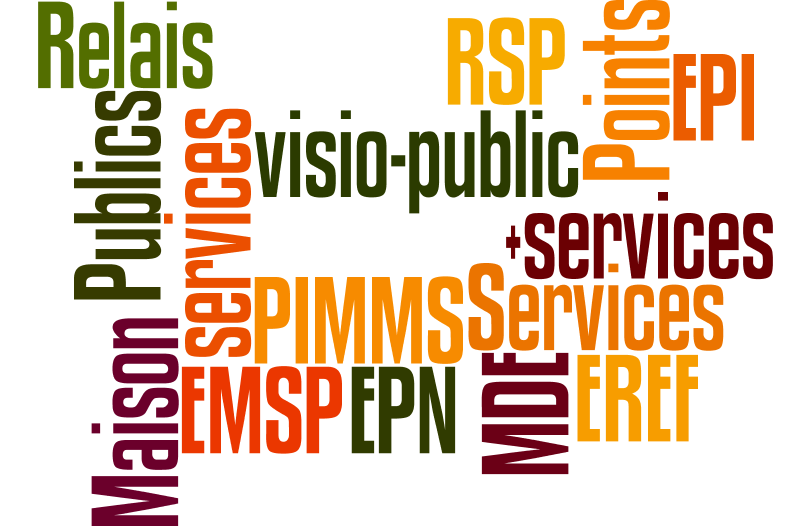 Relais
RSP
Points
EPI
Publics
services
visio-public
+services
PIMMS
Services
Maison
EMSP
EPN
MDE
EREF